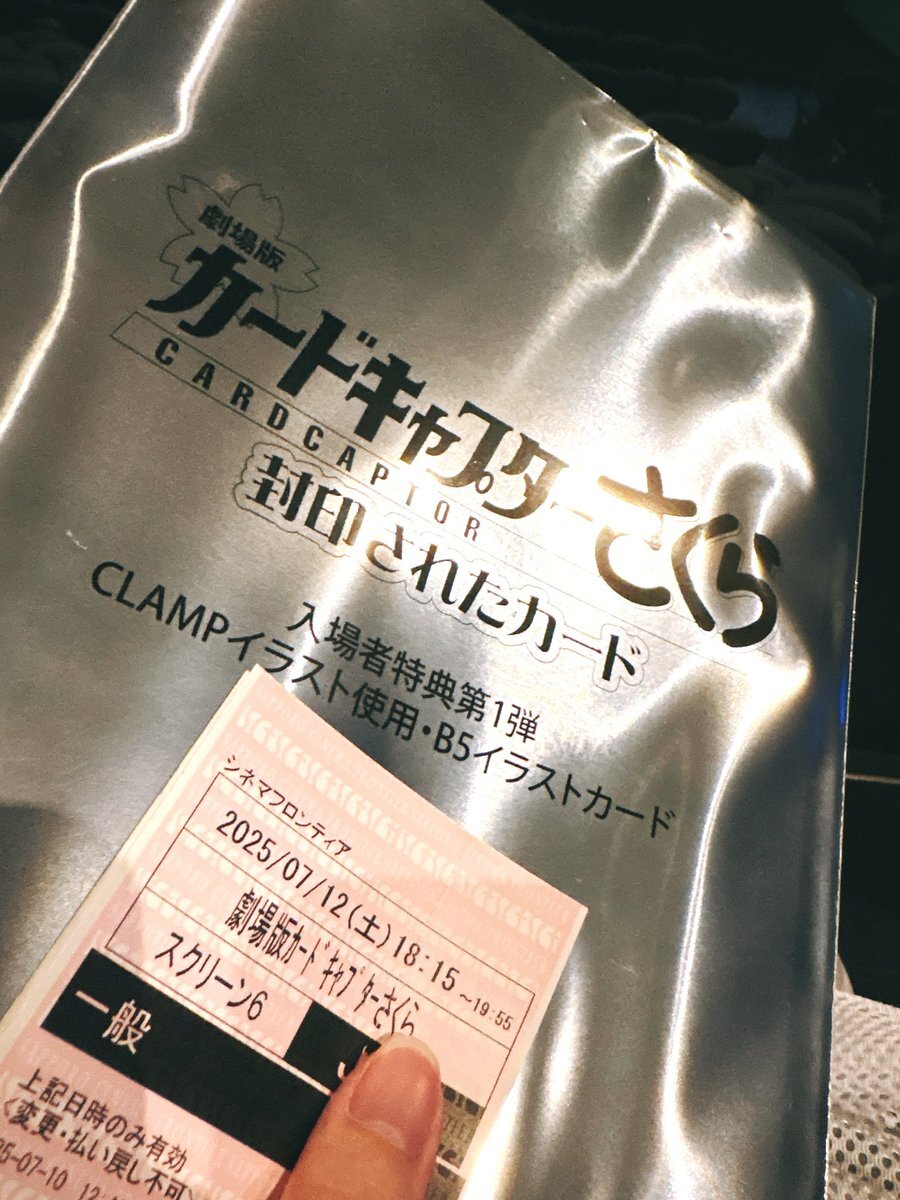 劇場版
カードキャプターさくら
CARDCAPTOR
封印されたカード
入場者特典第1弾
CLAMPイラスト使用・B5イラストカード
シネマフロンティア
2025/07/12(土)18:15~19:55
劇場版カードキャプターさくら
スクリーン6
一般
上記日時のみ有効
<変更・払い戻し不可>